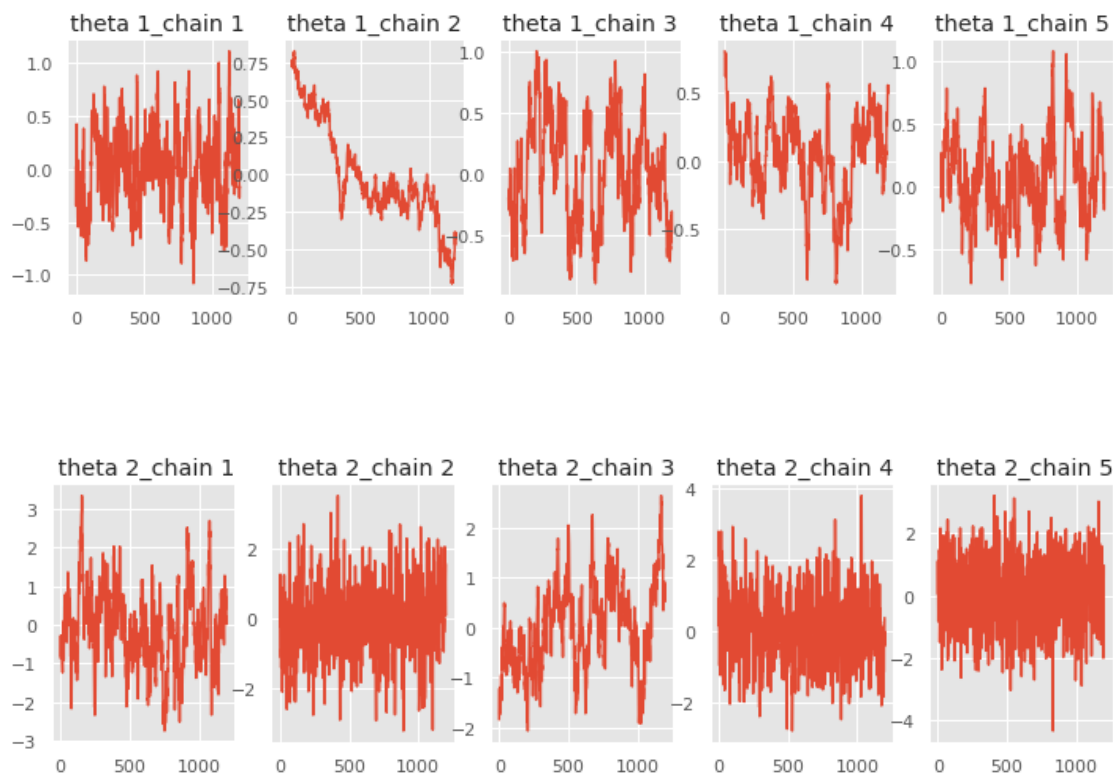 theta 1_chain 1 theta 1_chain 2 theta 1_chain 3 theta 1_chain 4 theta 1_chain 5
1.0 0.5 0.0 −0.5 −1.0
0.75 0.50 0.25 0.00 −0.25 −0.50 −0.75
1.0 0.5 0.0 −0.5
0.5 0.0 −0.5
1.0 0.5 0.0 −0.5
0 500 1000 0 500 1000 0 500 1000 0 500 1000 0 500 1000
theta 2_chain 1 theta 2_chain 2 theta 2_chain 3 theta 2_chain 4 theta 2_chain 5
3 2 1 0 −1 −2 −3
2 0 −2
2 1 0 −1 −2
4 2 0 −2
2 0 −2 −4
0 500 1000 0 500 1000 0 500 1000 0 500 1000 0 500 1000